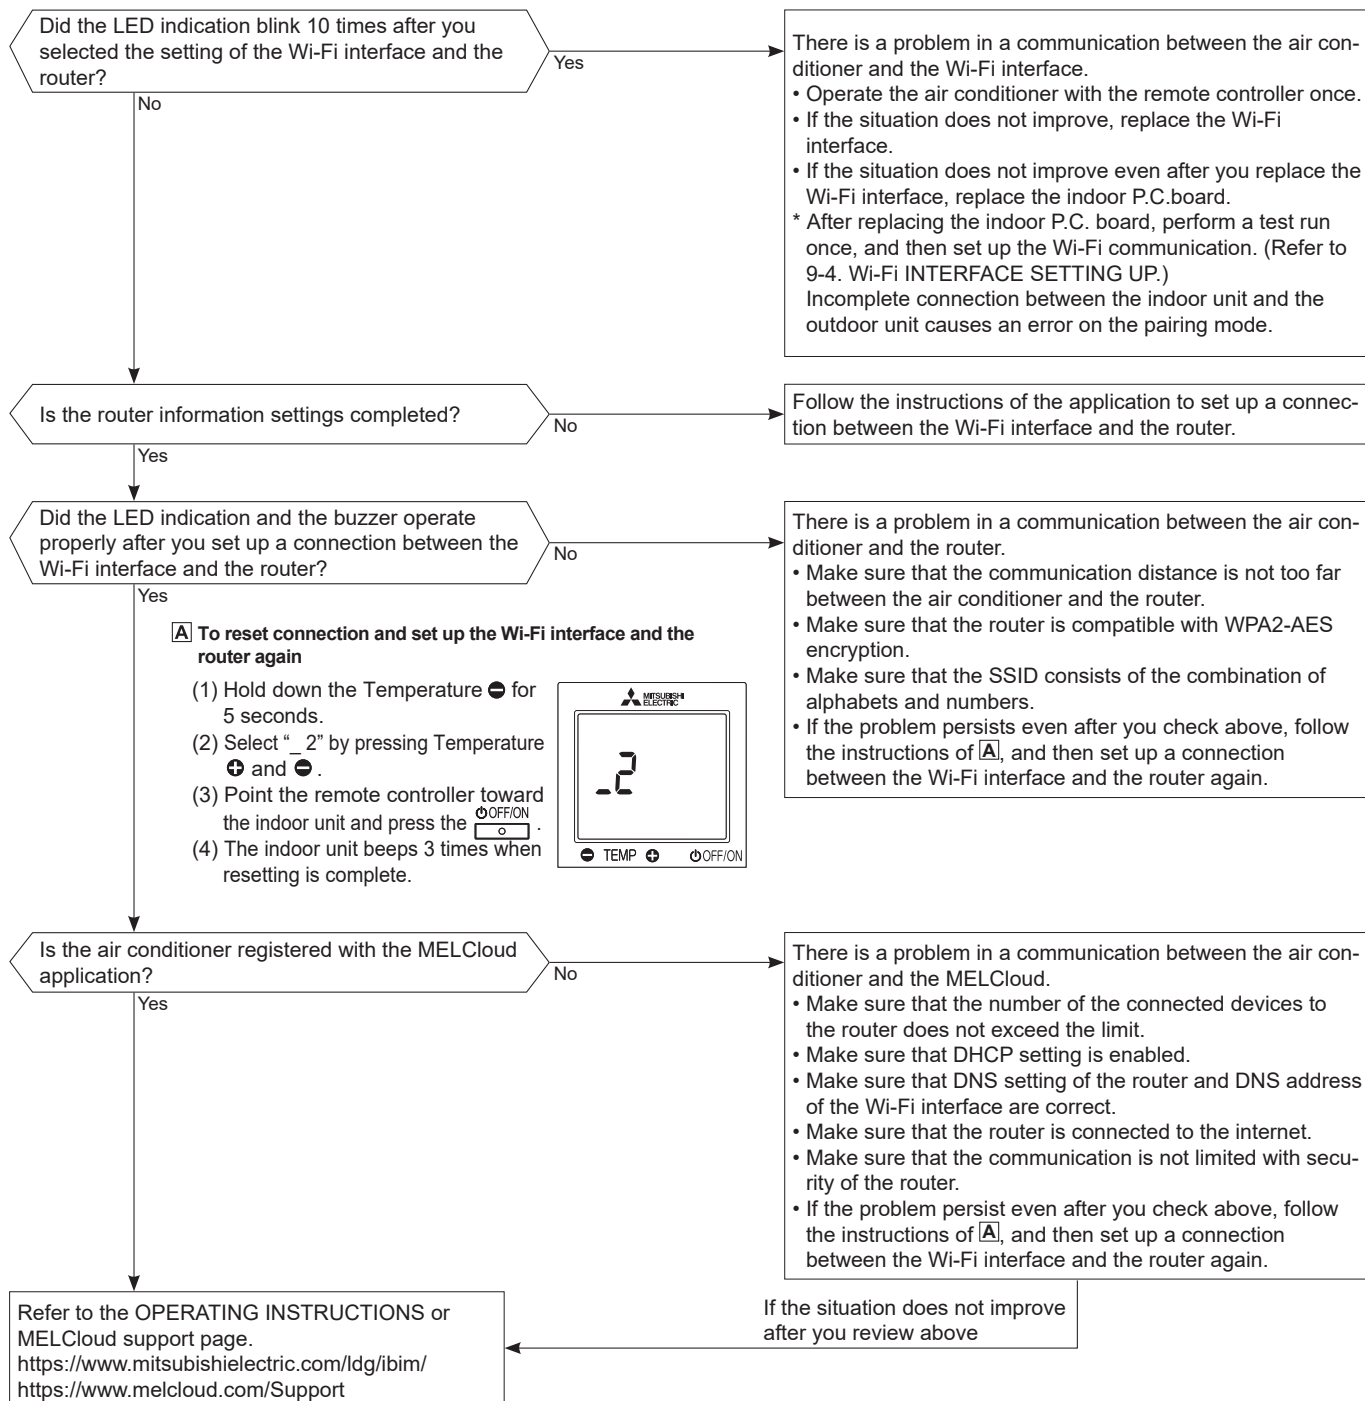 Did the LED indication blink 10 times after you
selected the setting of the Wi-Fi interface and the
router?
Yes
No
There is a problem in a communication between the air con-
ditioner and the Wi-Fi interface.
• Operate the air conditioner with the remote controller once.
• If the situation does not improve, replace the Wi-Fi
interface.
• If the situation does not improve even after you replace the
Wi-Fi interface, replace the indoor P.C.board.
* After replacing the indoor P.C. board, perform a test run
once, and then set up the Wi-Fi communication. (Refer to
9-4. Wi-Fi INTERFACE SETTING UP.)
Incomplete connection between the indoor unit and the
outdoor unit causes an error on the pairing mode.
Is the router information settings completed?
No
Yes
Follow the instructions of the application to set up a connec-
tion between the Wi-Fi interface and the router.
Did the LED indication and the buzzer operate
properly after you set up a connection between the
Wi-Fi interface and the router?
No
Yes
There is a problem in a communication between the air con-
ditioner and the router.
• Make sure that the communication distance is not too far
between the air conditioner and the router.
• Make sure that the router is compatible with WPA2-AES
encryption.
• Make sure that the SSID consists of the combination of
alphabets and numbers.
• If the problem persists even after you check above, follow
the instructions of A, and then set up a connection
between the Wi-Fi interface and the router again.
A To reset connection and set up the Wi-Fi interface and the
router again
(1) Hold down the Temperature ⊖ for
5 seconds.
(2) Select “_ 2” by pressing Temperature
⊕ and ⊖ .
(3) Point the remote controller toward
the indoor unit and press the ⏻OFF/ON .
(4) The indoor unit beeps 3 times when
resetting is complete.
MITSUBISHI
ELECTRIC
_2
⊖ TEMP ⊕ ⏻OFF/ON
Is the air conditioner registered with the MELCloud
application?
No
Yes
There is a problem in a communication between the air con-
ditioner and the MELCloud.
• Make sure that the number of the connected devices to
the router does not exceed the limit.
• Make sure that DHCP setting is enabled.
• Make sure that DNS setting of the router and DNS address
of the Wi-Fi interface are correct.
• Make sure that the router is connected to the internet.
• Make sure that the communication is not limited with secu-
rity of the router.
• If the problem persist even after you check above, follow
the instructions of A, and then set up a connection
between the Wi-Fi interface and the router again.
If the situation does not improve
after you review above
Refer to the OPERATING INSTRUCTIONS or
MELCloud support page.
https://www.mitsubishielectric.com/ldg/ibim/
https://www.melcloud.com/Support